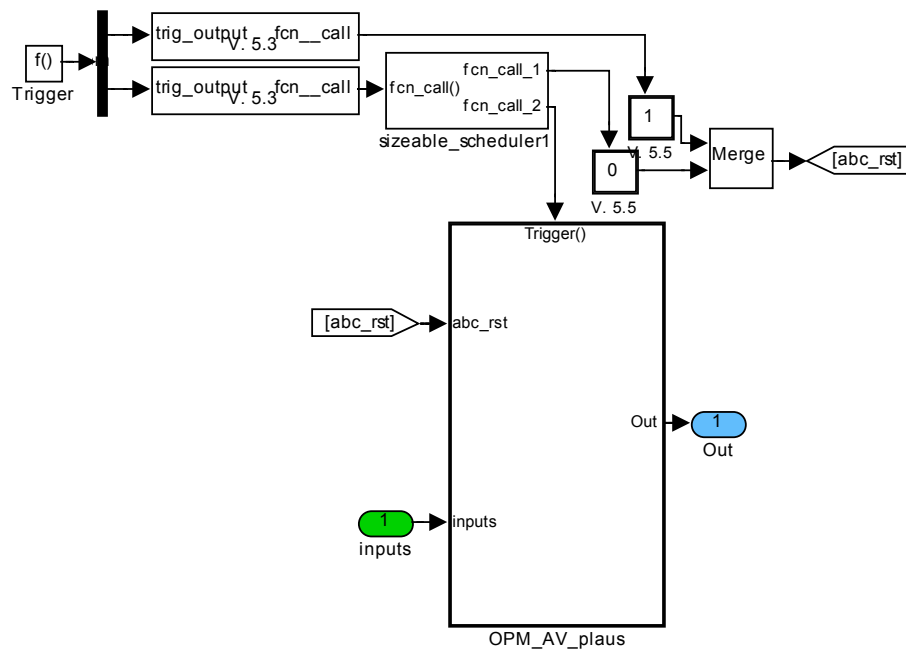 trig_output fcn__call
V. 5.3
f()
Trigger
trig_output fcn__call
V. 5.3
fcn_call()
fcn_call_1
fcn_call_2
sizeable_scheduler1
1
V. 5.5
0
V. 5.5
Merge
[abc_rst]
Trigger()
[abc_rst]
abc_rst
Out
1
Out
1
inputs
inputs
OPM_AV_plaus